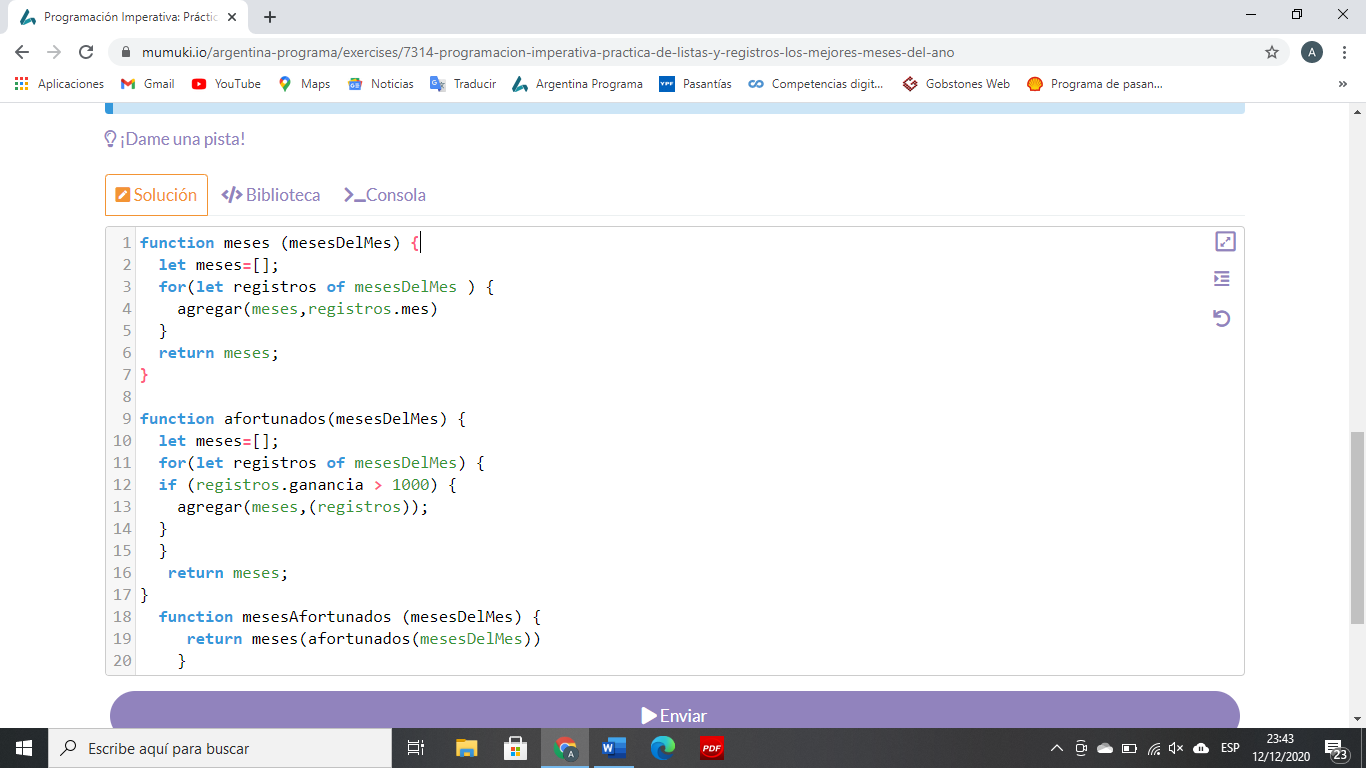 Programación Imperativa: Práctic
mumuki.io/argentina-programa/exercises/7314-programacion-imperativa-practica-de-listas-y-registros-los-mejores-meses-del-ano
A
Aplicaciones Gmail YouTube Maps Noticias Traducir Argentina Programa YPF Pasantías Competencias digit... Gobstones Web Programa de pasan... »
¡Dame una pista!
Solución </> Biblioteca >_Consola
1 function meses (mesesDelMes) {
2 let meses=[];
3 for(let registros of mesesDelMes ) {
4 agregar(meses,registros.mes)
5 }
6 return meses;
7 }
8
9 function afortunados(mesesDelMes) {
10 let meses=[];
11 for(let registros of mesesDelMes) {
12 if (registros.ganancia > 1000) {
13 agregar(meses,(registros));
14 }
15 }
16 return meses;
17 }
18 function mesesAfortunados (mesesDelMes) {
19 return meses(afortunados(mesesDelMes))
20 }
Enviar
Escribe aquí para buscar
A
W
PDF
ESP
23:43
12/12/2020
23